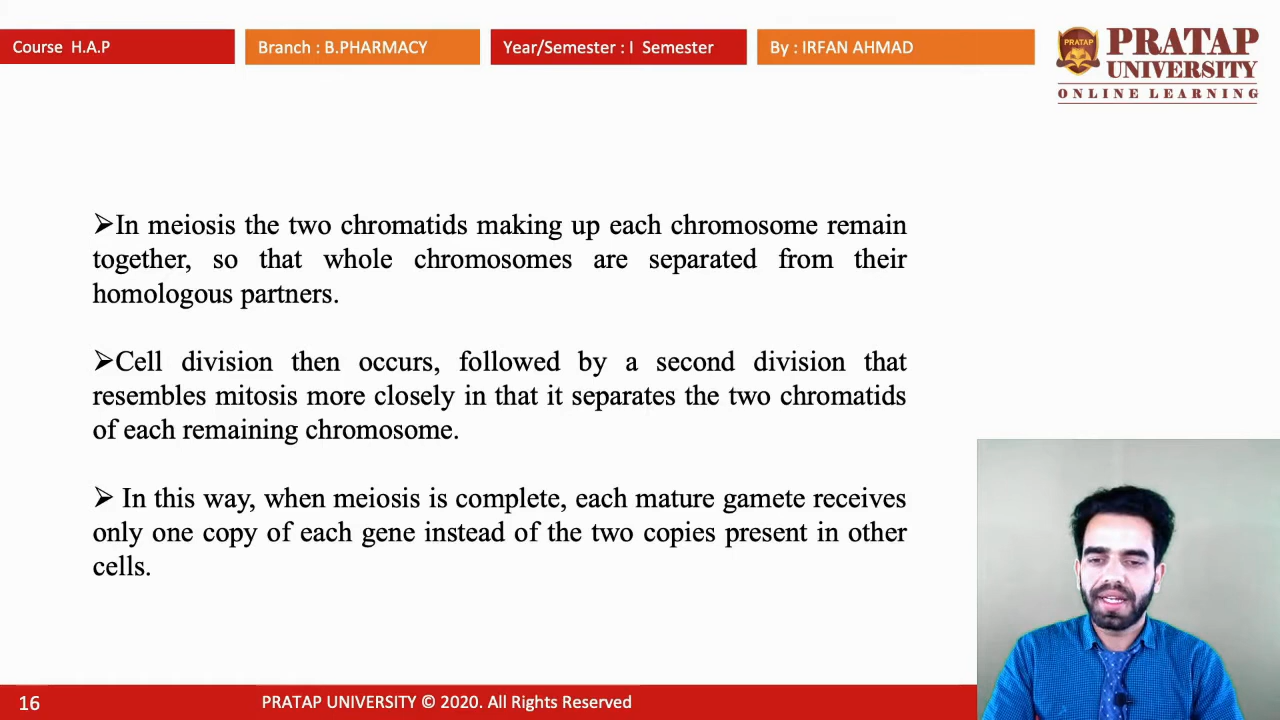 Course H.A.P
Branch : B.PHARMACY
Year/Semester : I Semester
By : IRFAN AHMAD
PRATAP
PRATAP
UNIVERSITY
ONLINE LEARNING
➢In meiosis the two chromatids making up each chromosome remain
together, so that whole chromosomes are separated from their
homologous partners.
➢Cell division then occurs, followed by a second division that
resembles mitosis more closely in that it separates the two chromatids
of each remaining chromosome.
➢ In this way, when meiosis is complete, each mature gamete receives
only one copy of each gene instead of the two copies present in other
cells.
16
PRATAP UNIVERSITY © 2020. All Rights Reserved